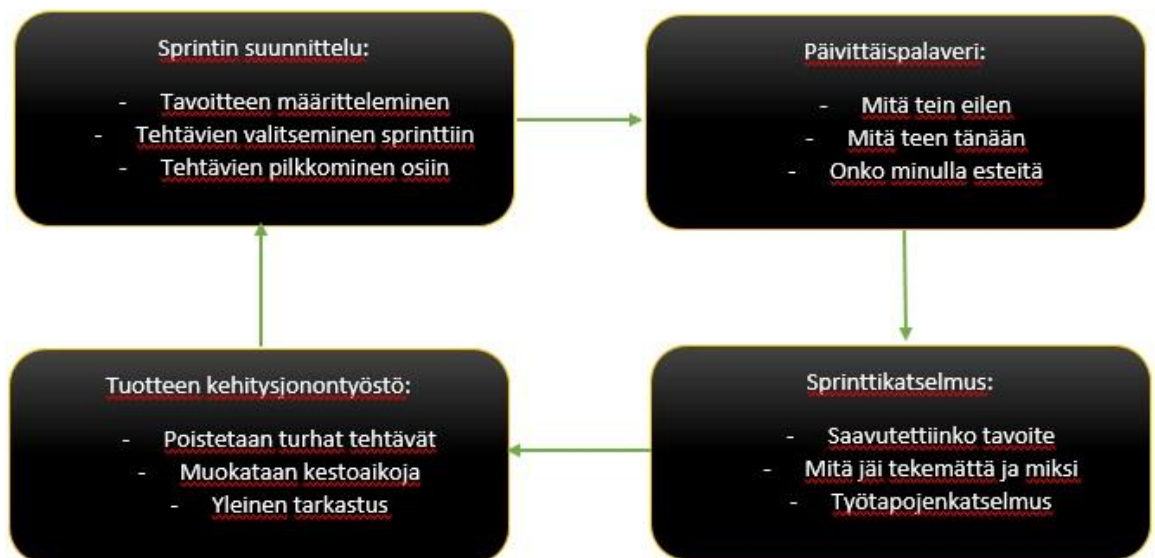 Sprintin suunnittelu:
- Tavoitteen määritteleminen
- Tehtävien valitseminen sprinttiin
- Tehtävien pilkkominen osiin
Päivittäispalaveri:
- Mitä tein eilen
- Mitä teen tänään
- Onko minulla esteitä
Tuotteen kehitysjonontyöstö:
- Poistetaan turhat tehtävät
- Muokataan kestoaikoja
- Yleinen tarkastus
Sprinttikatselmus:
- Saavutettiinko tavoite
- Mitä jäi tekemättä ja miksi
- Työtapojenkatselmus